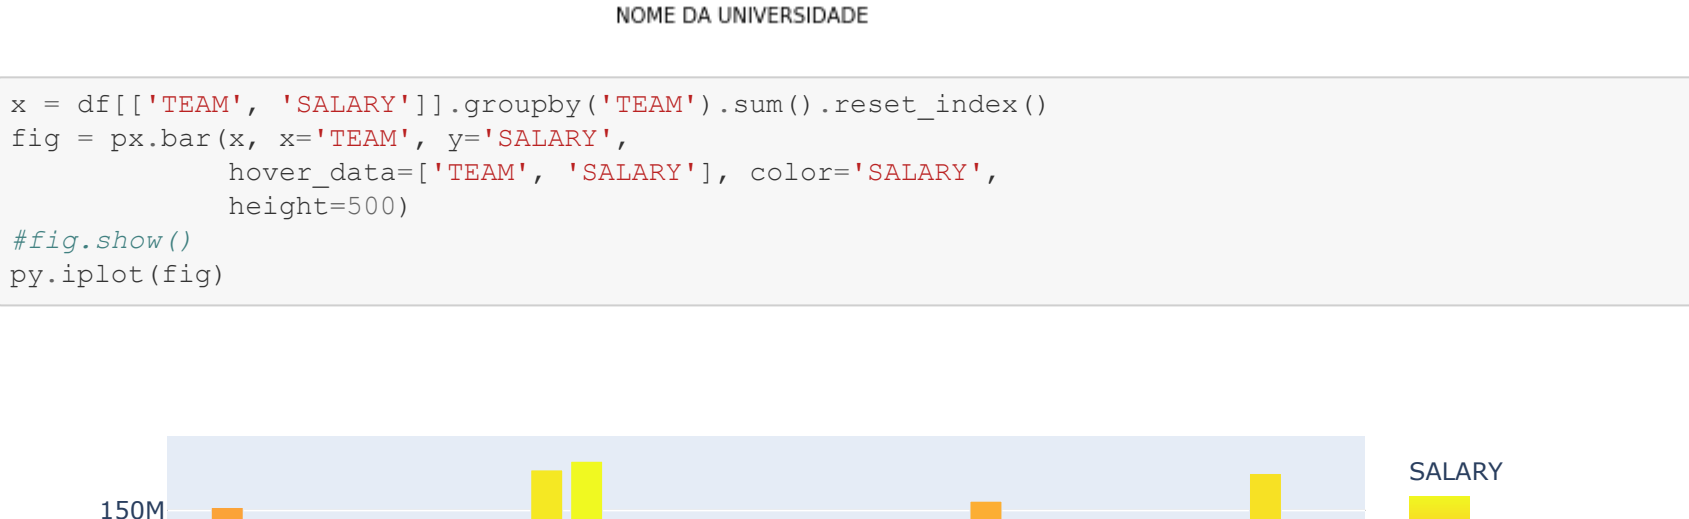 NOME DA UNIVERSIDADE
x = df[['TEAM', 'SALARY']].groupby('TEAM').sum().reset_index()
fig = px.bar(x, x='TEAM', y='SALARY',
             hover_data=['TEAM', 'SALARY'], color='SALARY',
             height=500)
#fig.show()
py.iplot(fig)
SALARY
150M